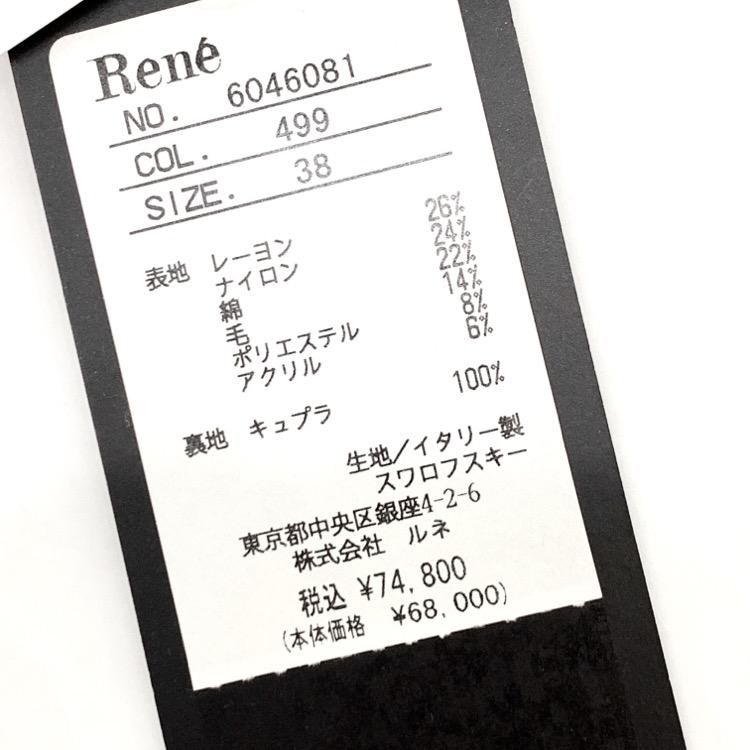 René
NO. 6046081
COL. 499
SIZE. 38
表地 レーヨン 26%
ナイロン 24%
綿 22%
毛 14%
ポリエステル 8%
アクリル 6%
裏地 キュプラ 100%
生地/イタリー製
スワロフスキー
東京都中央区銀座4-2-6
株式会社 ルネ
税込 ¥74,800
(本体価格 ¥68,000)